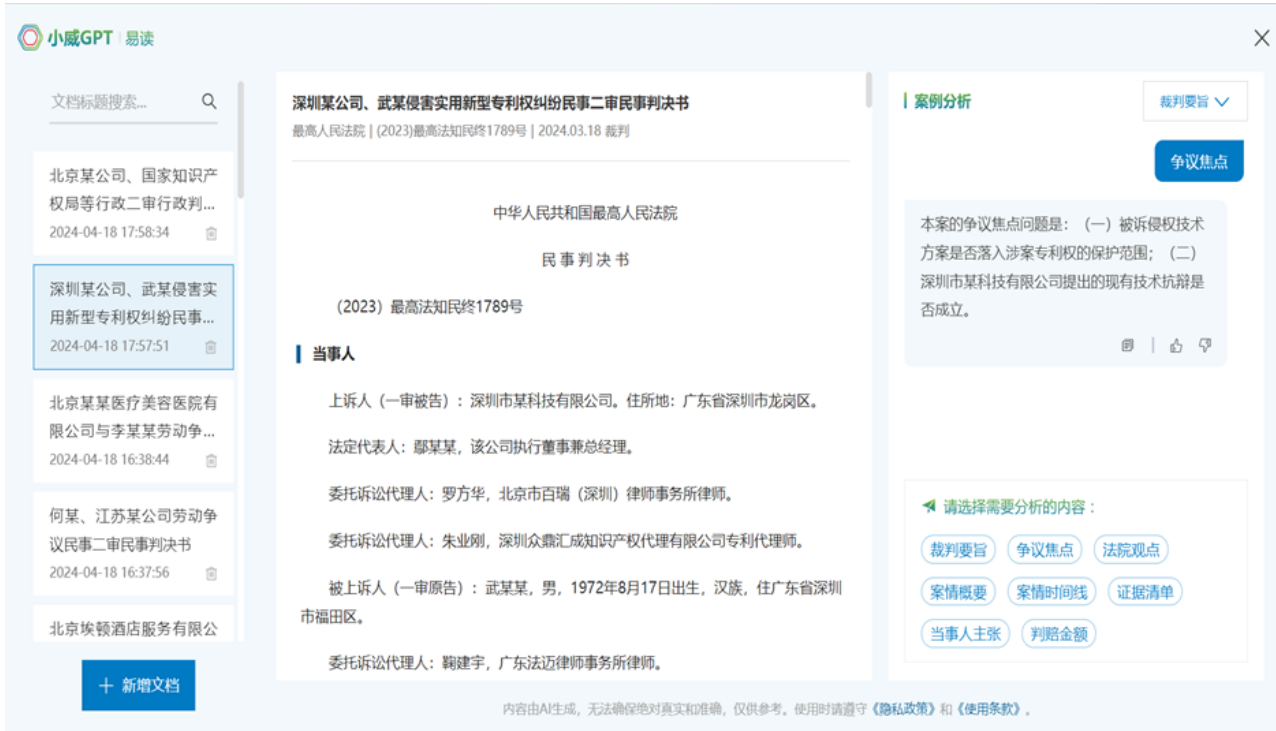 小威GPT 易读
文档标题搜索...
北京某公司、国家知识产
权局等行政二审行政判...
2024-04-18 17:58:34
深圳某公司、武某侵害实
用新型专利权纠纷民事...
2024-04-18 17:57:51
北京某某医疗美容医院有
限公司与李某某劳动争...
2024-04-18 16:38:44
何某、江苏某公司劳动争
议民事二审民事判决书
2024-04-18 16:37:56
北京埃顿酒店服务有限公
+ 新增文档
深圳某公司、武某侵害实用新型专利权纠纷民事二审民事判决书
最高人民法院 | (2023)最高法知民终1789号 | 2024.03.18 裁判
中华人民共和国最高人民法院
民 事 判 决 书
（2023）最高法知民终1789号
当事人
上诉人（一审被告）：深圳市某科技有限公司。住所地：广东省深圳市龙岗区。
法定代表人：鄢某某，该公司执行董事兼总经理。
委托诉讼代理人：罗方华，北京市百瑞（深圳）律师事务所律师。
委托诉讼代理人：朱业刚，深圳众鼎汇成知识产权代理有限公司专利代理师。
被上诉人（一审原告）：武某某，男，1972年8月17日出生，汉族，住广东省深圳
市福田区。
委托诉讼代理人：鞠建宇，广东法迈律师事务所律师。
案例分析
裁判要旨
争议焦点
本案的争议焦点问题是：（一）被诉侵权技术
方案是否落入涉案专利权的保护范围；（二）
深圳市某科技有限公司提出的现有技术抗辩是
否成立。
请选择需要分析的内容：
裁判要旨 争议焦点 法院观点
案情概要 案情时间线 证据清单
当事人主张 判赔金额
内容由AI生成，无法确保绝对真实和准确，仅供参考。使用时请遵守《隐私政策》和《使用条款》.